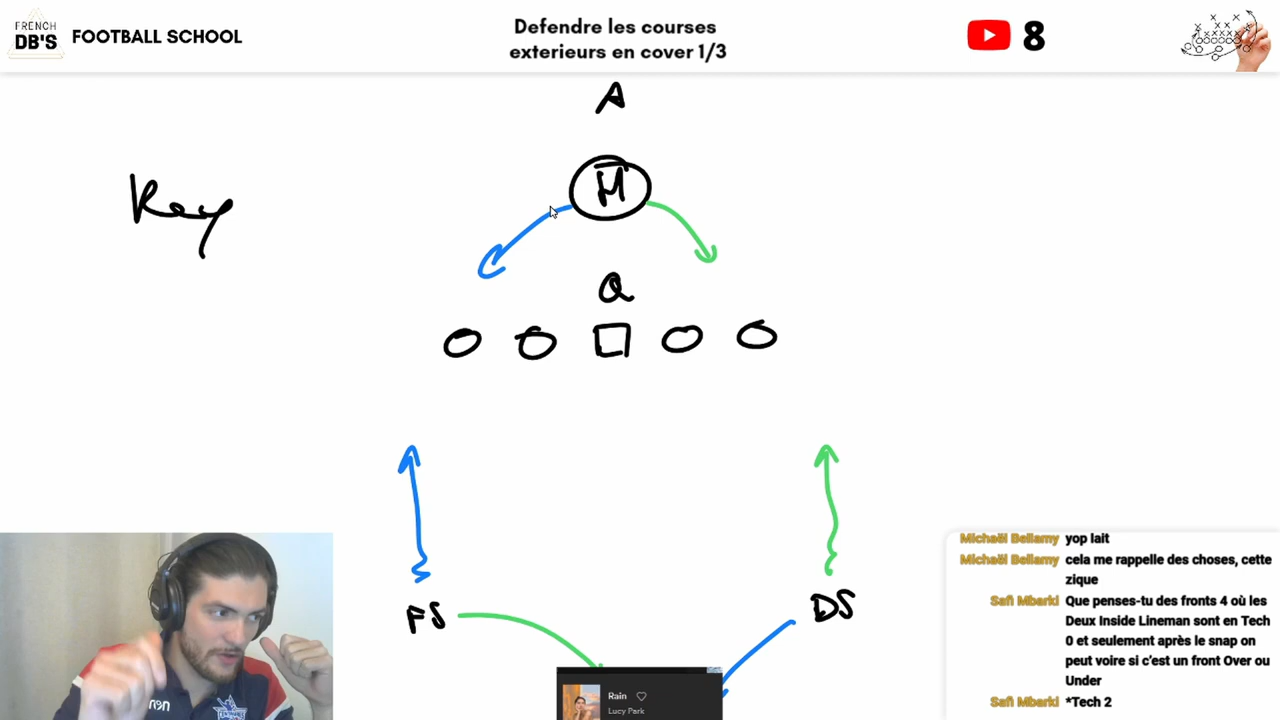 FRENCH
DB'S
FOOTBALL SCHOOL
Defendre les courses
exterieurs en cover 1/3
8
A
Key
H
Q
FS
DS
Rain
Lucy Park
Michaël Bellamy yop lait
Michaël Bellamy cela me rappelle des choses, cette
zique
Safi Mbarki Que penses-tu des fronts 4 où les
Deux Inside Lineman sont en Tech
0 et seulement après le snap on
peut voire si c'est un front Over ou
Under
Safi Mbarki *Tech 2